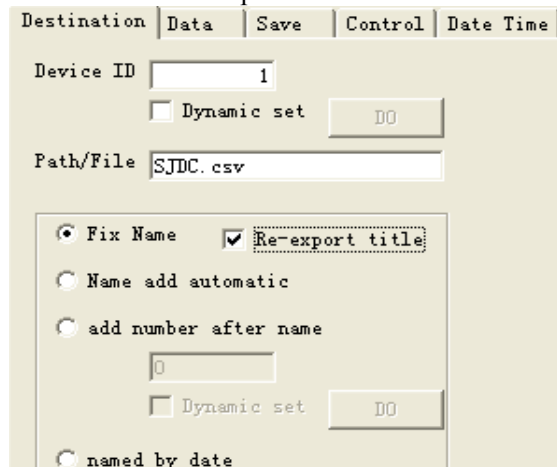 Destination Data Save Control Date Time
Device ID 1
Dynamic set DO
Path/File SJDC.csv
Fix Name Re-export title
Name add automatic
add number after name
0
Dynamic set DO
named by date